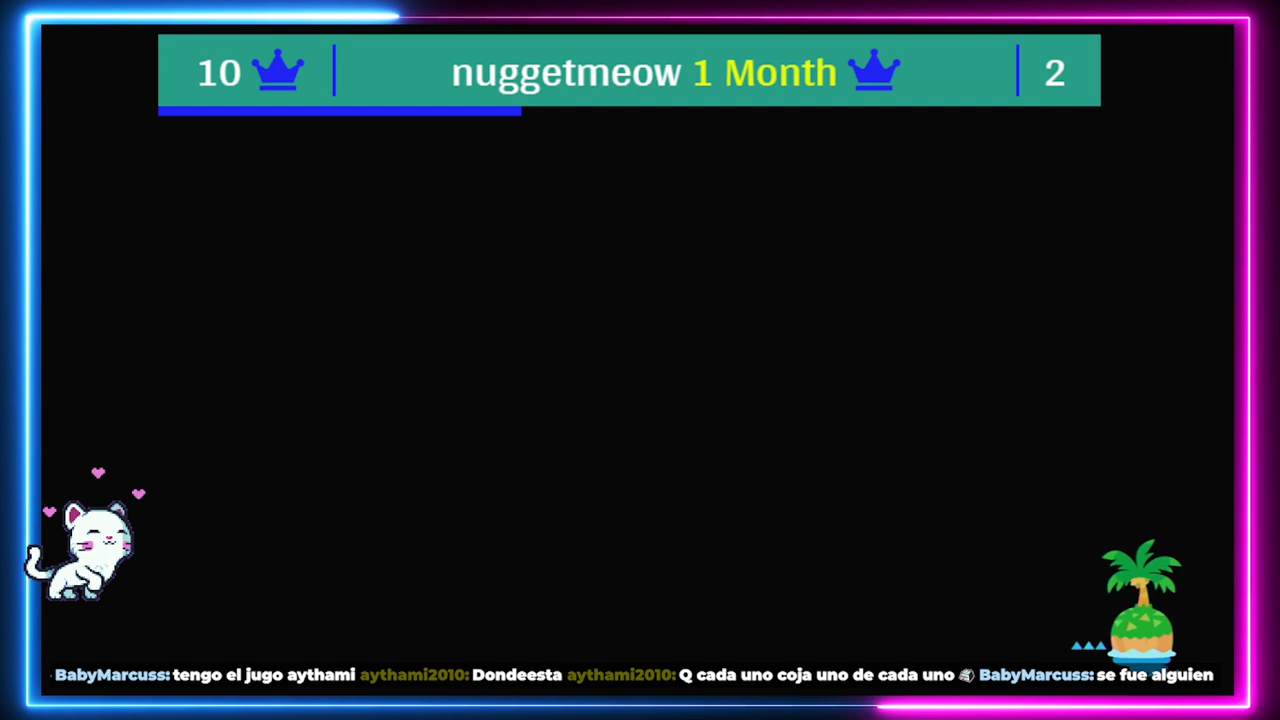 10 nuggetmeow 1 Month 2
BabyMarcuss: tengo el jugo aythami aythami2010: Dondeesta aythami2010: Q cada uno coja uno de cada uno BabyMarcuss: se fue alguien